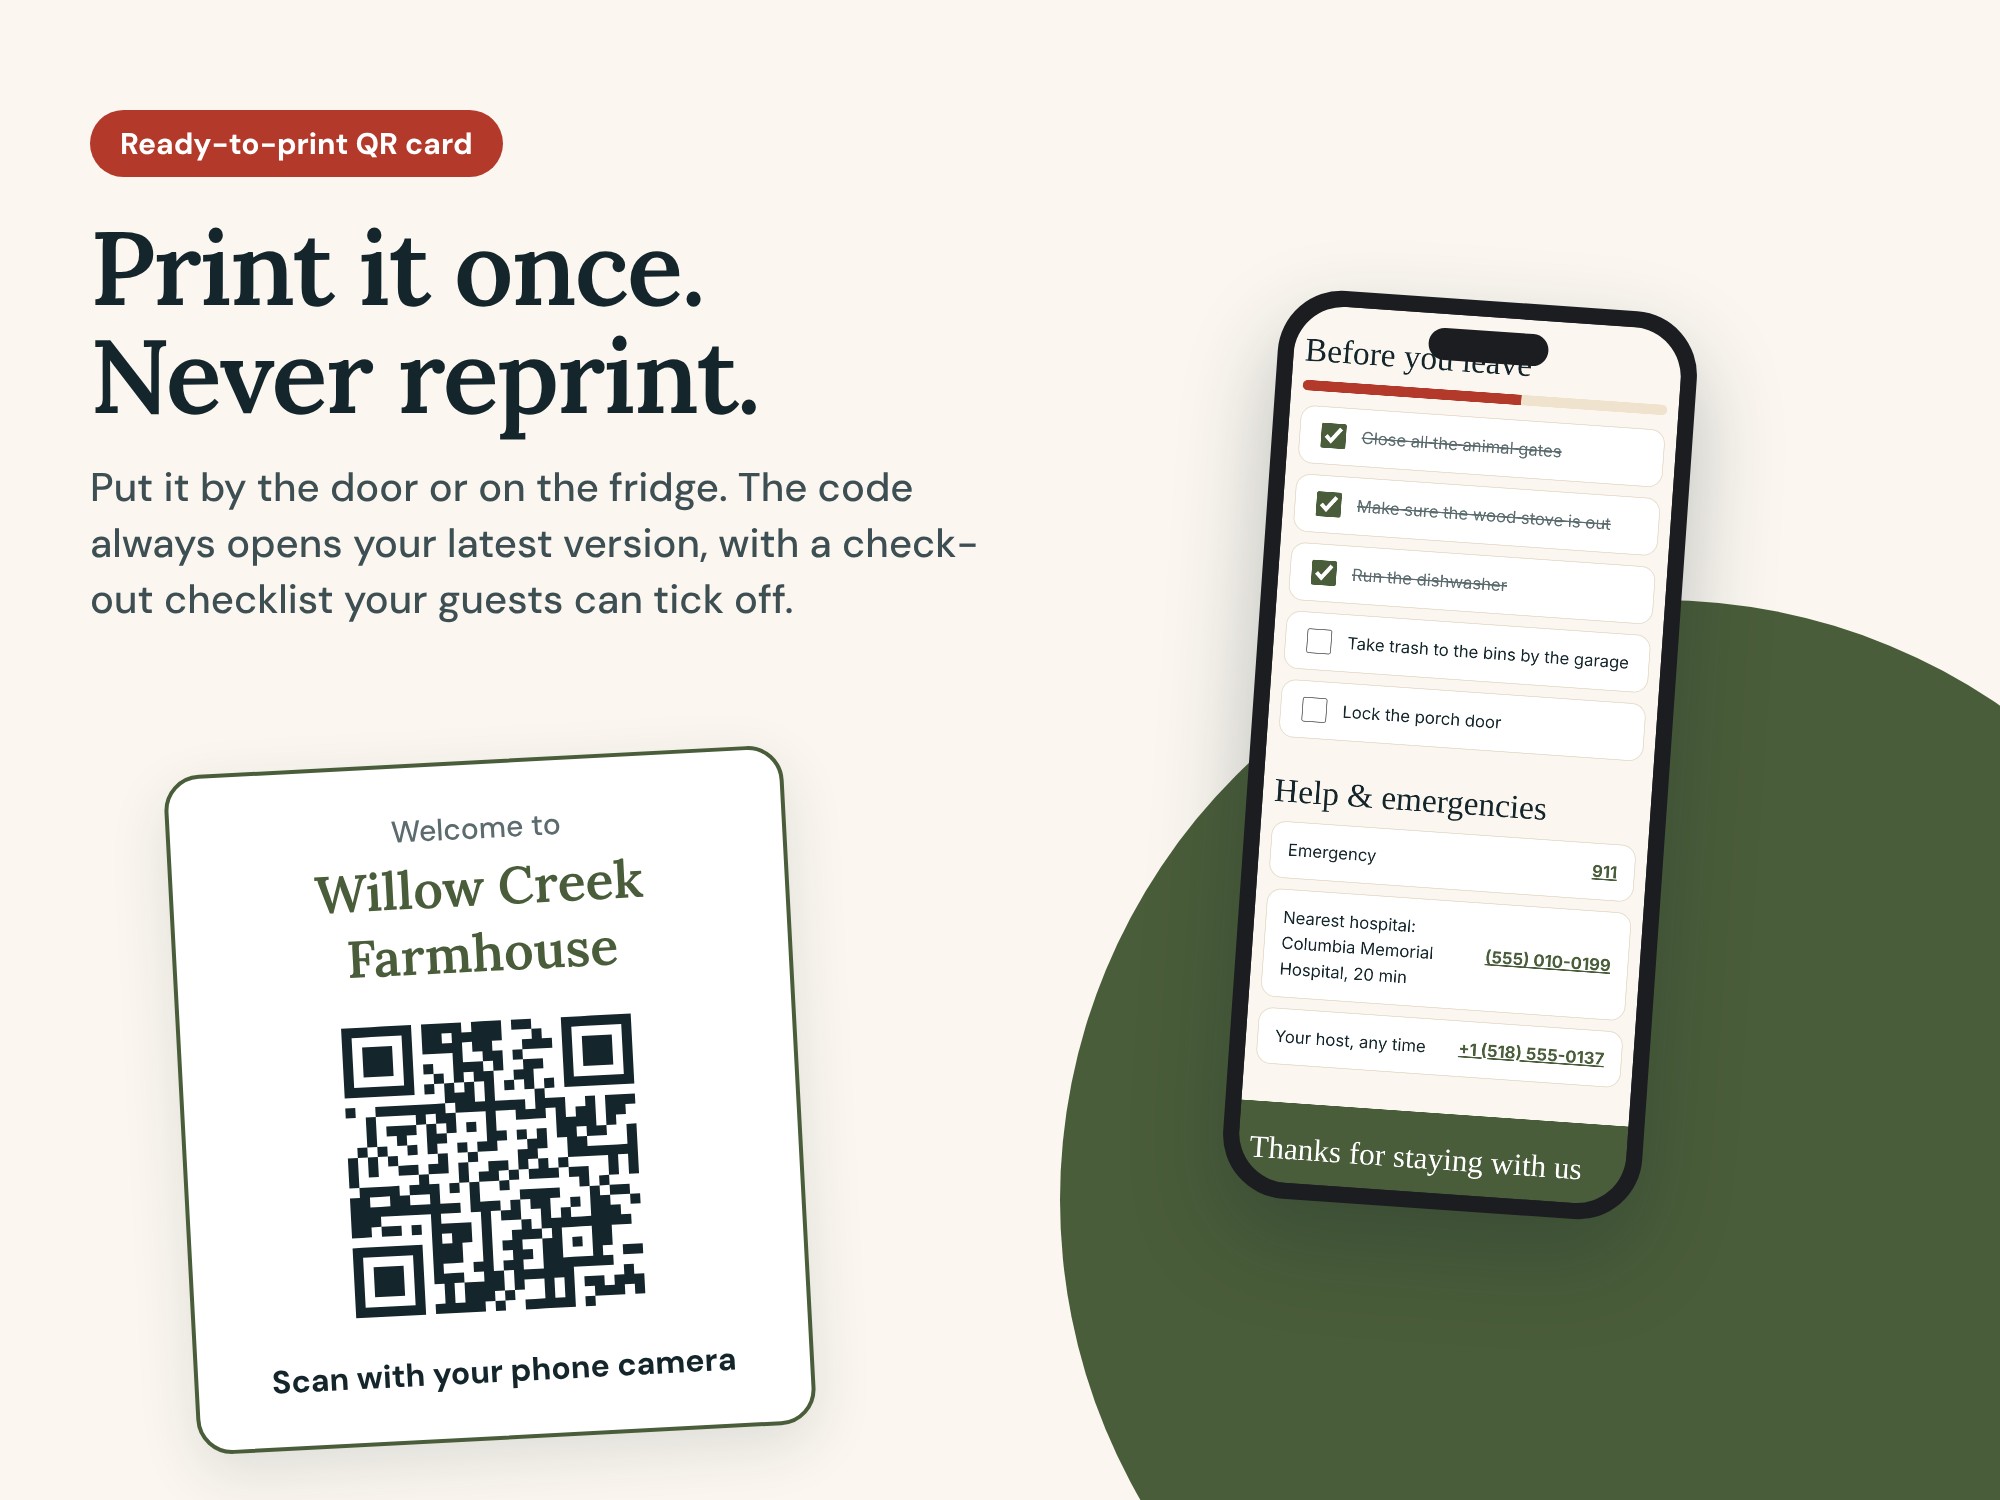 Ready-to-print QR card
Print it once.
Never reprint.
Put it by the door or on the fridge. The code
always opens your latest version, with a check-
out checklist your guests can tick off.
Welcome to
Willow Creek
Farmhouse
Scan with your phone camera
Before you leave
Close all the animal gates
Make sure the wood stove is out
Run the dishwasher
Take trash to the bins by the garage
Lock the porch door
Help & emergencies
Emergency 911
Nearest hospital:
Columbia Memorial
Hospital, 20 min
(555) 010-0199
Your host, any time +1 (518) 555-0137
Thanks for staying with us